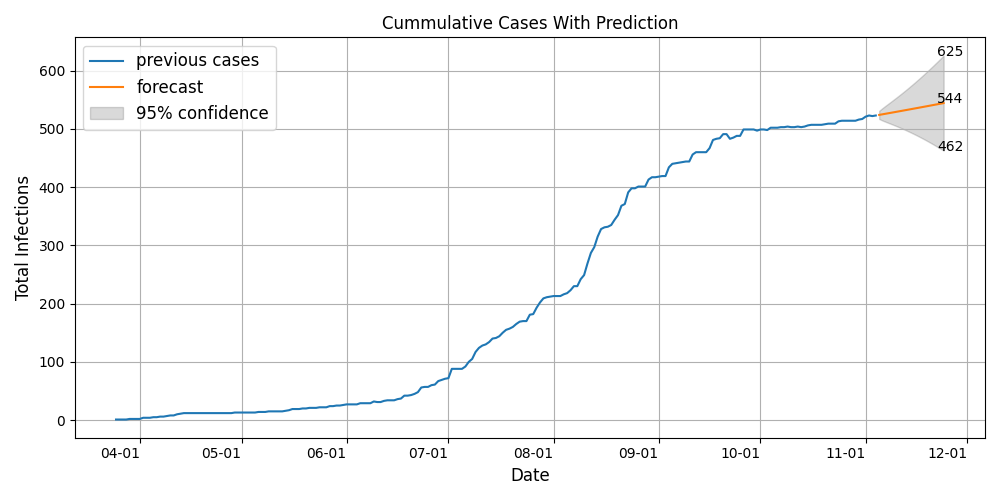 Cummulative Cases With Prediction
previous cases
forecast
95% confidence
625
544
462
Total Infections
600
500
400
300
200
100
0
04-01 05-01 06-01 07-01 08-01 09-01 10-01 11-01 12-01
Date